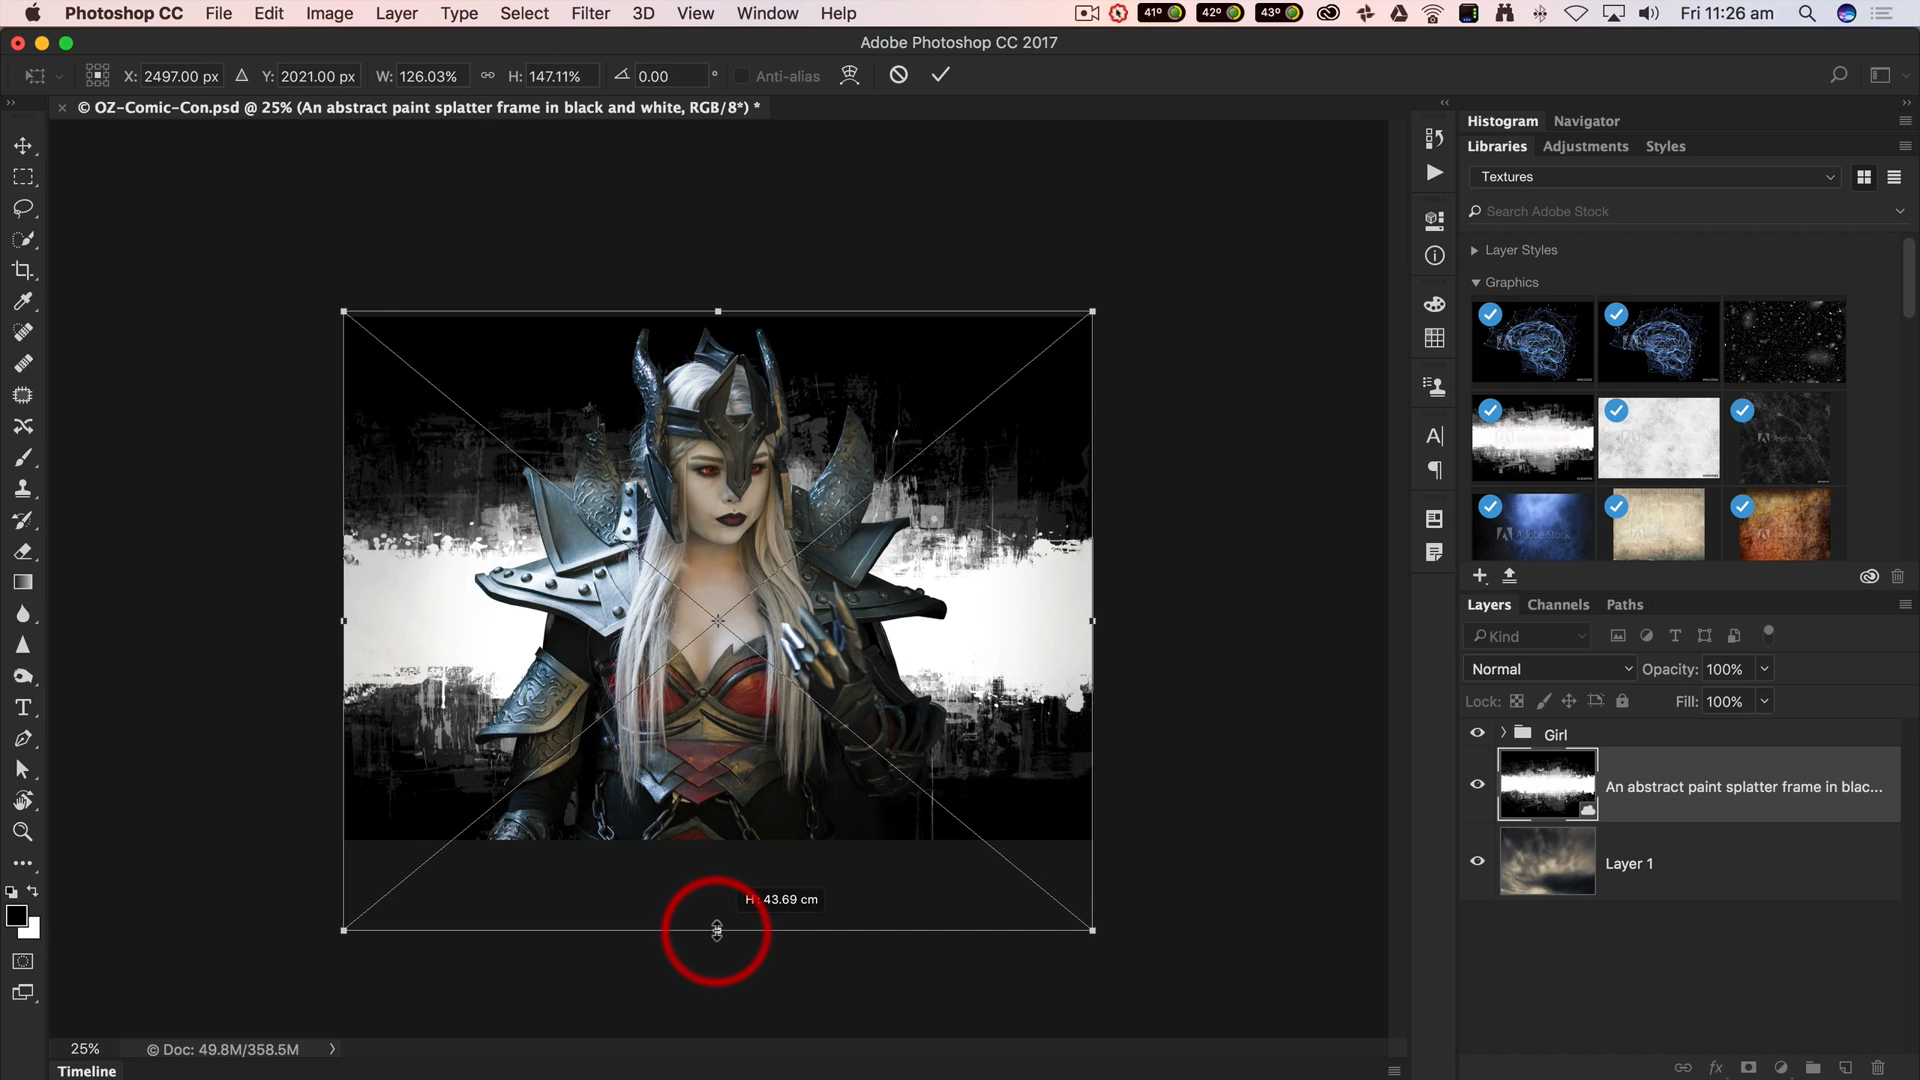 Photoshop CC File Edit Image Layer Type Select Filter 3D View Window Help 41° 42° 43° Fri 11:26 am
Adobe Photoshop CC 2017
X: 2497.00 px Y: 2021.00 px W: 126.03% H: 147.11% 0.00 ° Anti-alias
© OZ-Comic-Con.psd @ 25% (An abstract paint splatter frame in black and white, RGB/8*) *
Histogram Navigator
Libraries Adjustments Styles
Textures
Search Adobe Stock
Layer Styles
Graphics
Layers Channels Paths
Kind
Normal Opacity: 100%
Lock: Fill: 100%
Girl
An abstract paint splatter frame in blac...
Layer 1
H: 43.69 cm
25% © Doc: 49.8M/358.5M
Timeline